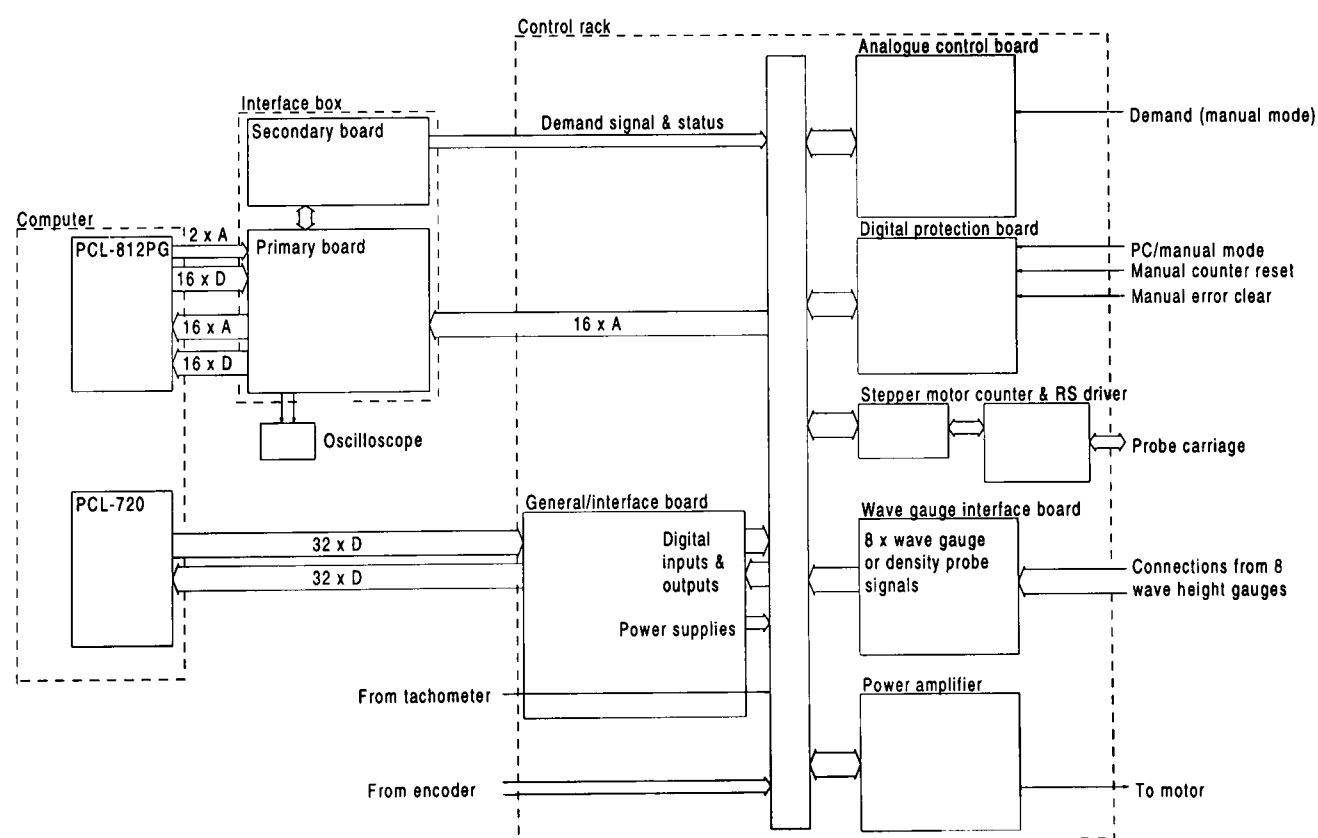 Control rack
Analogue control board
Interface box
Secondary board
Demand signal & status
Demand (manual mode)
Computer
PCL-812PG
2 x A
Primary board
Digital protection board
PC/manual mode
16 x D
Manual counter reset
Manual error clear
16 x A
16 x A
16 x D
Stepper motor counter & RS driver
Oscilloscope
Probe carriage
PCL-720
General/interface board
Wave gauge interface board
32 x D
Digital
inputs &
outputs
8 x wave gauge
or density probe
signals
32 x D
Connections from 8
wave height gauges
Power supplies
From tachometer
Power amplifier
From encoder
To motor